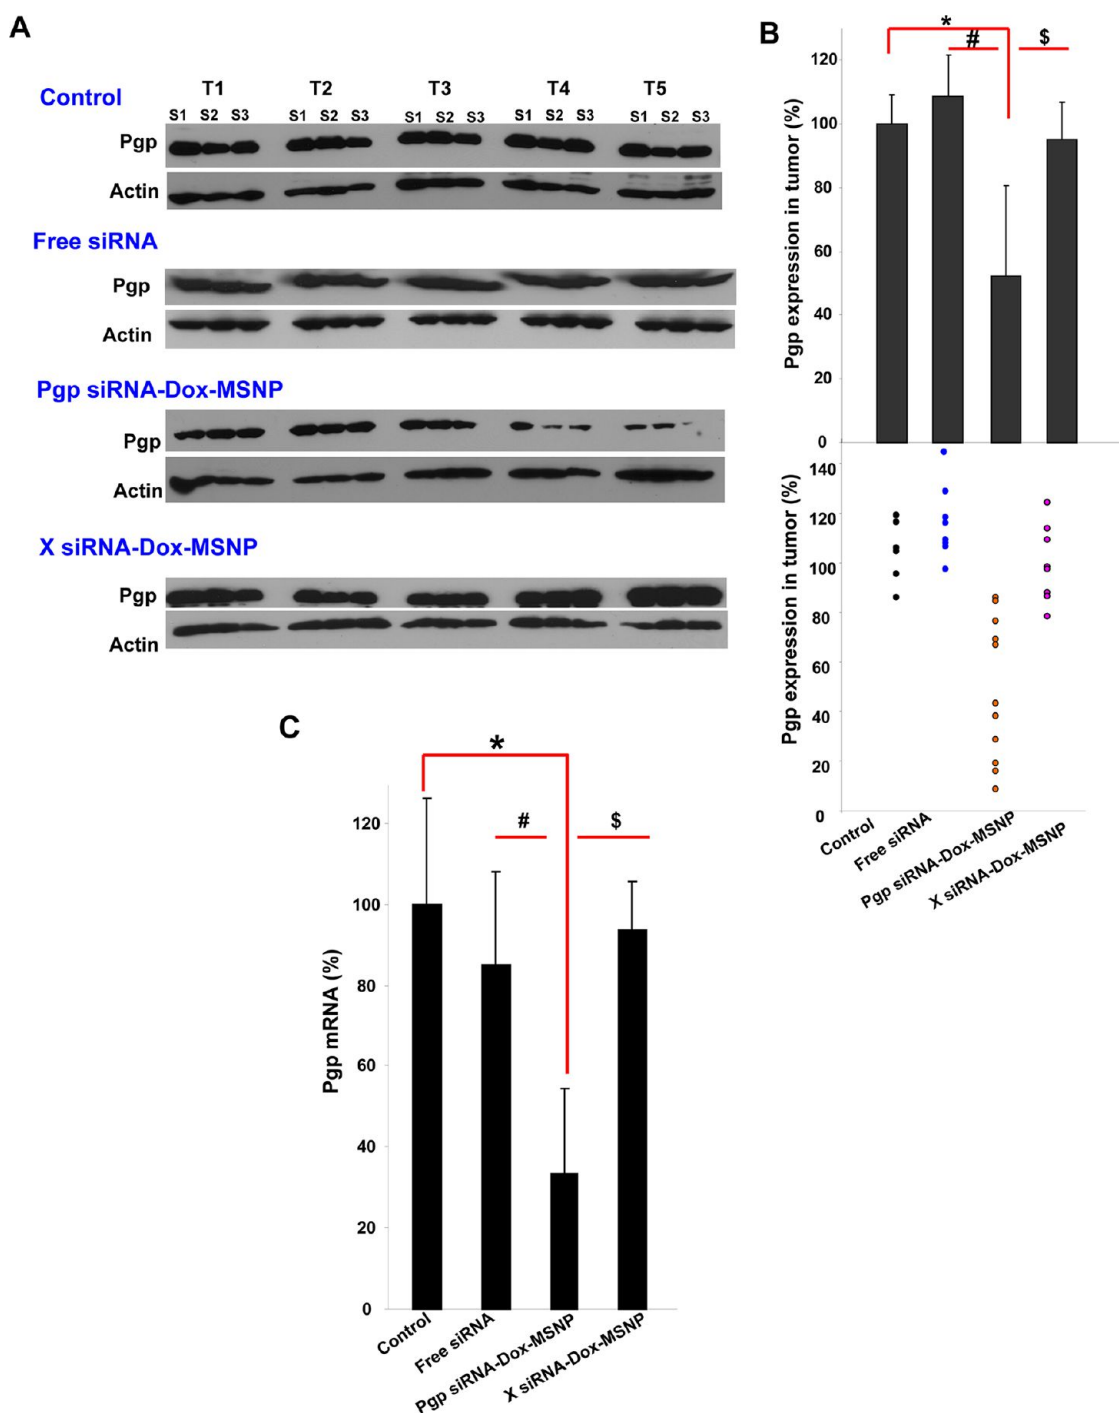 A
Control
T1 T2 T3 T4 T5
S1 S2 S3 S1 S2 S3 S1 S2 S3 S1 S2 S3 S1 S2 S3
Pgp
Actin
Free siRNA
Pgp
Actin
Pgp siRNA-Dox-MSNP
Pgp
Actin
X siRNA-Dox-MSNP
Pgp
Actin
B
* # $
Pgp expression in tumor (%)
120
100
80
60
40
20
0
Pgp expression in tumor (%)
140
120
100
80
60
40
20
0
Control
Free siRNA
Pgp siRNA-Dox-MSNP
X siRNA-Dox-MSNP
C
*
# $
Pgp mRNA (%)
120
100
80
60
40
20
0
Control
Free siRNA
Pgp siRNA-Dox-MSNP
X siRNA-Dox-MSNP